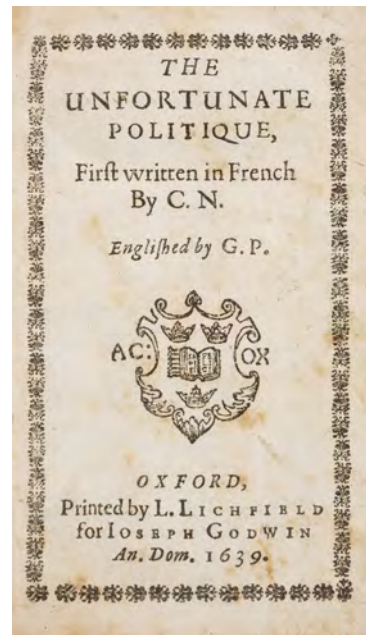 THE
UNFORTUNATE
POLITIQUE,
Firſt written in French
By C. N.
Engliſhed by G. P.
AC: OX
OXFORD,
Printed by L. LICHFIELD
for IOSEPH GODWIN
An. Dom. 1639.